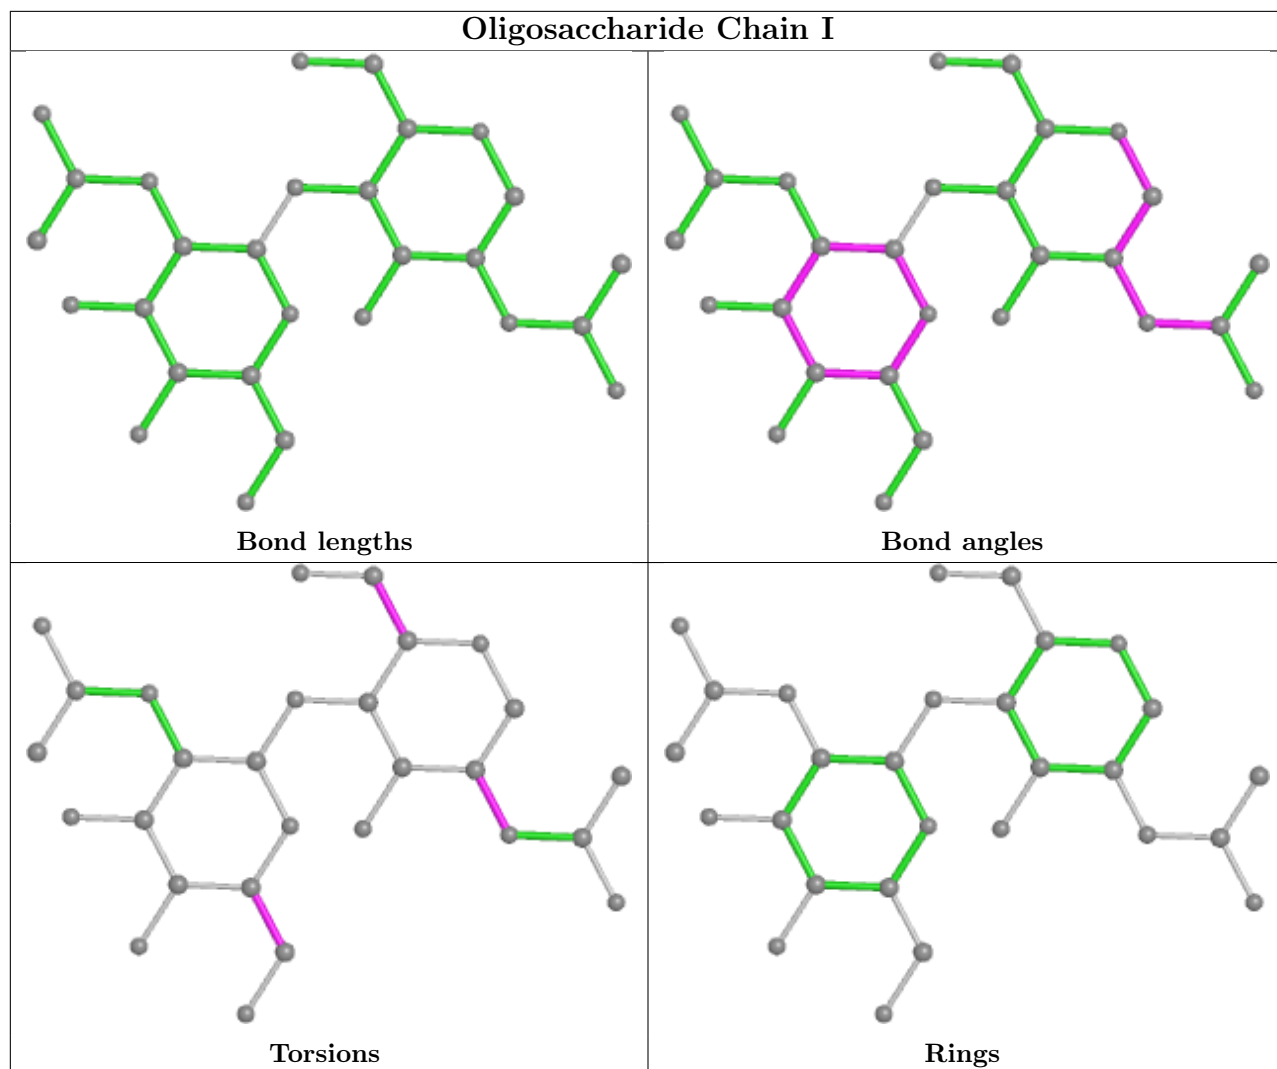 Oligosaccharide Chain I
Bond lengths
Bond angles
Torsions
Rings